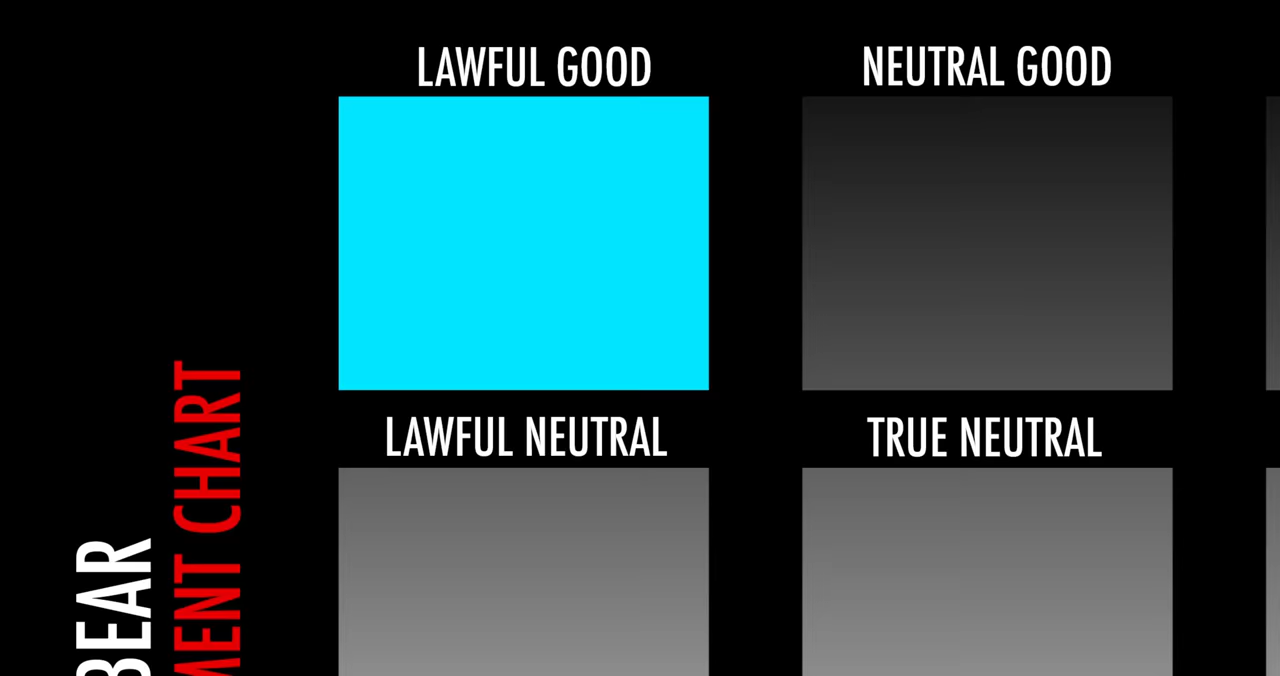 LAWFUL GOOD
NEUTRAL GOOD
LAWFUL NEUTRAL
TRUE NEUTRAL
BEAR
MENT CHART